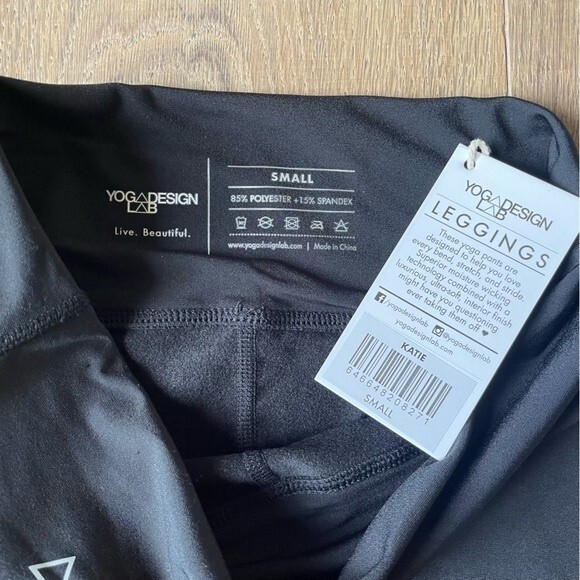 YOGADESIGN
LAB
Live. Beautiful.
SMALL
85% POLYESTER +15% SPANDEX
www.yogadesignlab.com | Made in China
YOGADESIGN
LAB
LEGGINGS
These yoga pants are
designed to help you love
every bend, stretch, and stride.
Superior moisture wicking
technology combined with a
luxurious, ultra-soft, interior finish
might have you questioning
ever taking them off ♥
yogadesignlab @yogadesignlab
yogadesignlab.com
KATIE
646648208271
SMALL